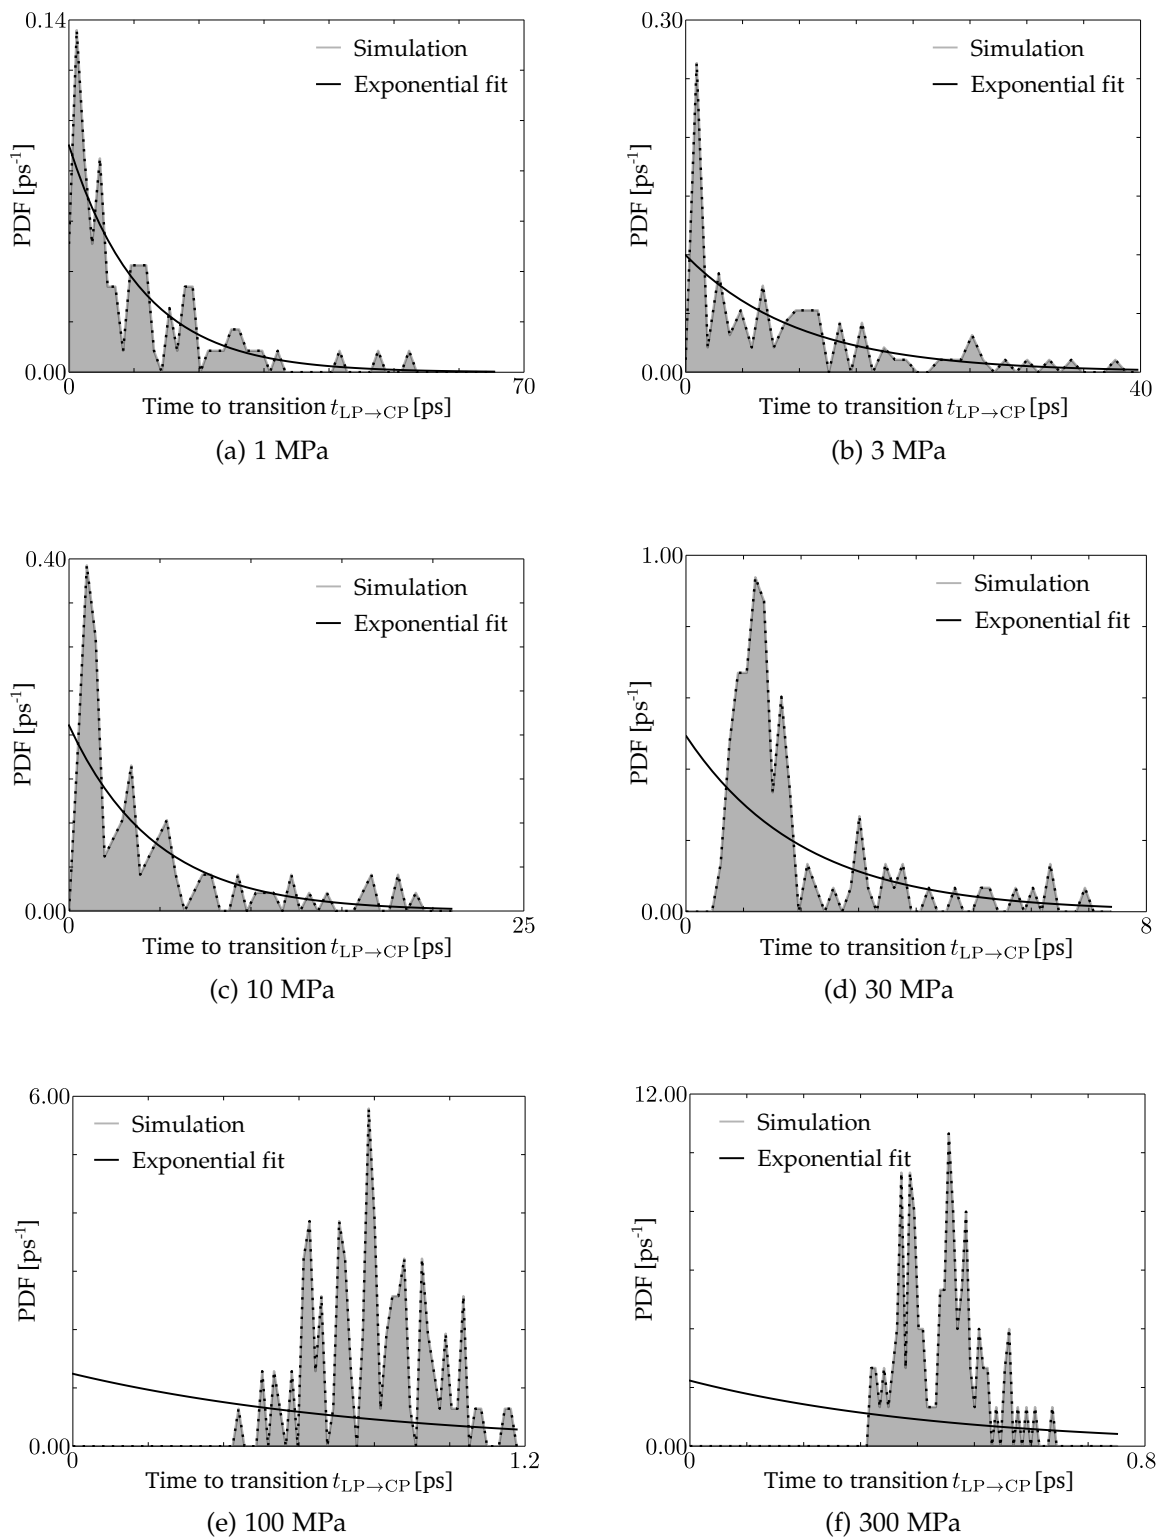 0.14
Simulation
Exponential fit
PDF [ps-1]
0.00
0
70
Time to transition tLP→CP [ps]
(a) 1 MPa
0.30
Simulation
Exponential fit
PDF [ps-1]
0.00
0
40
Time to transition tLP→CP [ps]
(b) 3 MPa
0.40
Simulation
Exponential fit
PDF [ps-1]
0.00
0
25
Time to transition tLP→CP [ps]
(c) 10 MPa
1.00
Simulation
Exponential fit
PDF [ps-1]
0.00
0
8
Time to transition tLP→CP [ps]
(d) 30 MPa
6.00
Simulation
Exponential fit
PDF [ps-1]
0.00
0
1.2
Time to transition tLP→CP [ps]
(e) 100 MPa
12.00
Simulation
Exponential fit
PDF [ps-1]
0.00
0
0.8
Time to transition tLP→CP [ps]
(f) 300 MPa